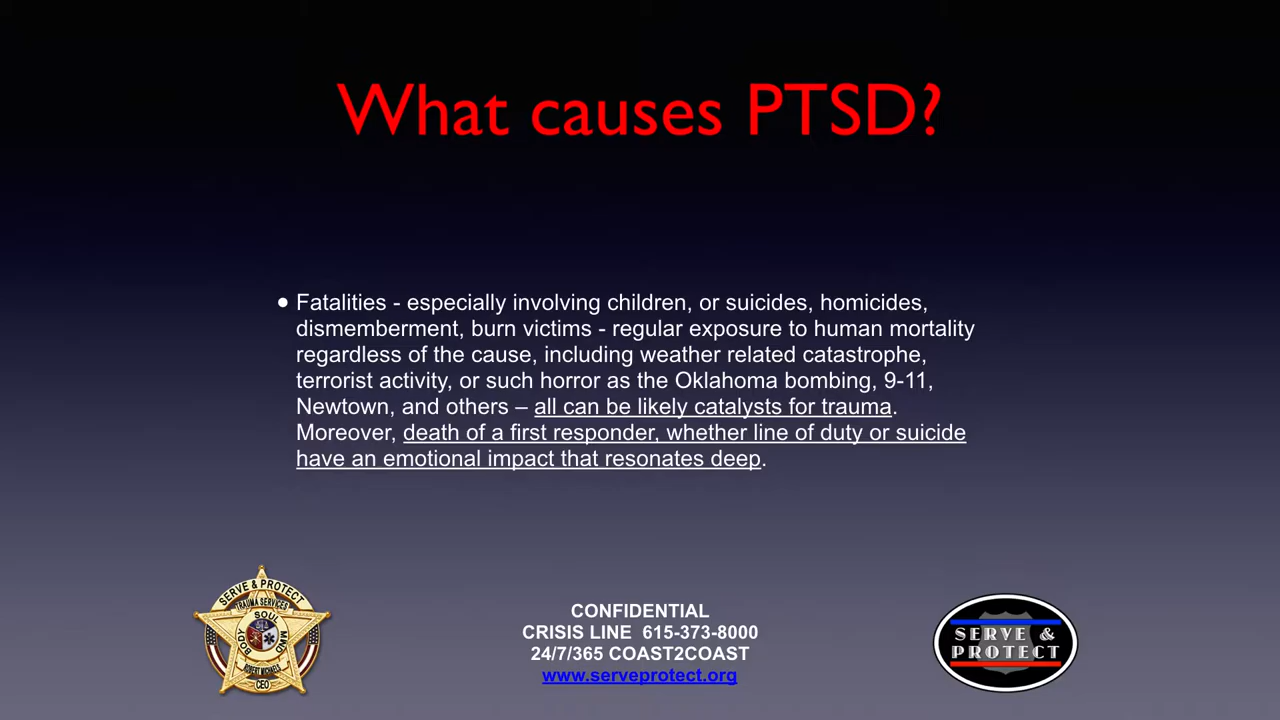 What causes PTSD?
• Fatalities - especially involving children, or suicides, homicides,
dismemberment, burn victims - regular exposure to human mortality
regardless of the cause, including weather related catastrophe,
terrorist activity, or such horror as the Oklahoma bombing, 9-11,
Newtown, and others – all can be likely catalysts for trauma.
Moreover, death of a first responder, whether line of duty or suicide
have an emotional impact that resonates deep.
SERVE & PROTECT
TRAUMA SERVICES
SOUL
BODY
MIND
ROBERT MICHAELS
CEO
CONFIDENTIAL
CRISIS LINE 615-373-8000
24/7/365 COAST2COAST
www.serveprotect.org
SERVE &
PROTECT